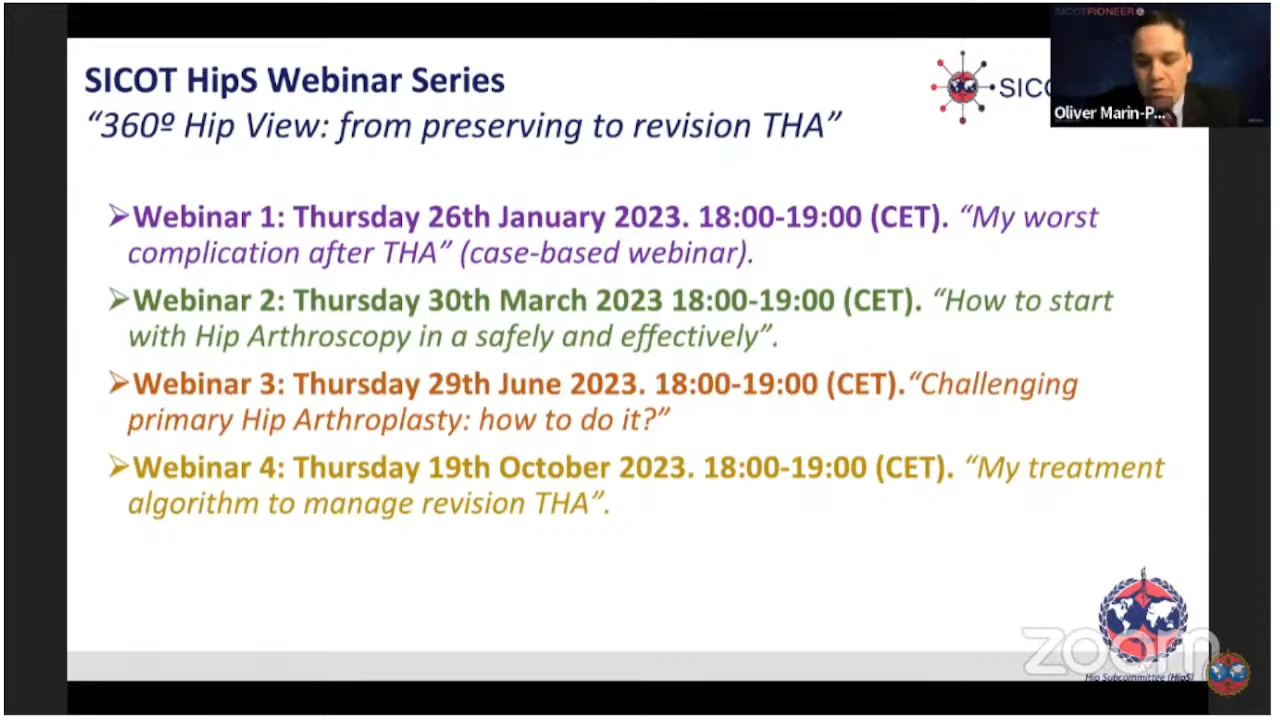 SICOT HipS Webinar Series
“360º Hip View: from preserving to revision THA”
SICO
SICOTPIONEER
Oliver Marin-P...
➢Webinar 1: Thursday 26th January 2023. 18:00-19:00 (CET). “My worst
complication after THA” (case-based webinar).
➢Webinar 2: Thursday 30th March 2023 18:00-19:00 (CET). “How to start
with Hip Arthroscopy in a safely and effectively”.
➢Webinar 3: Thursday 29th June 2023. 18:00-19:00 (CET).“Challenging
primary Hip Arthroplasty: how to do it?”
➢Webinar 4: Thursday 19th October 2023. 18:00-19:00 (CET). “My treatment
algorithm to manage revision THA”.
zoom
Hip Subcommittee (HipS)